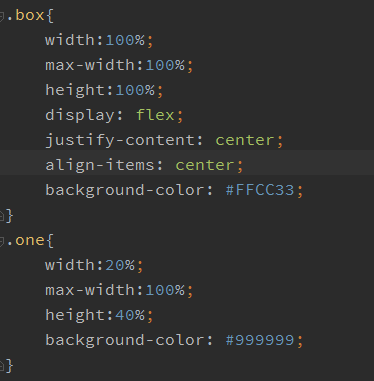 .box{
width:100%;
max-width:100%;
height:100%;
display: flex;
justify-content: center;
align-items: center;
background-color: #FFCC33;
}
.one{
width:20%;
max-width:100%;
height:40%;
background-color: #999999;
}